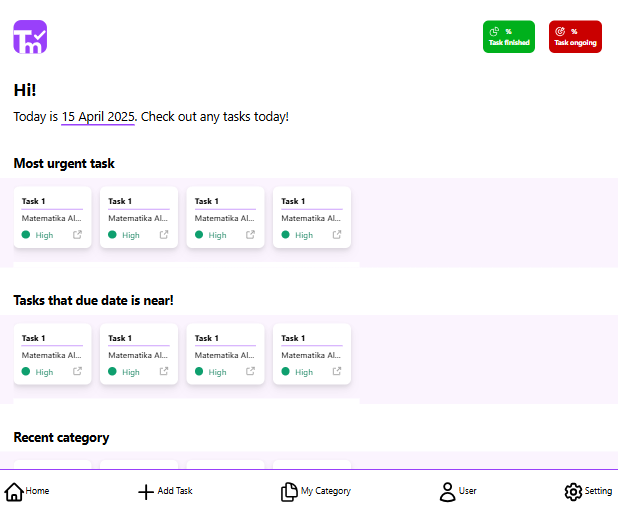 Tm
%
Task finished
%
Task ongoing
Hi!
Today is 15 April 2025. Check out any tasks today!
Most urgent task
Task 1
Matematika Al...
High
Task 1
Matematika Al...
High
Task 1
Matematika Al...
High
Task 1
Matematika Al...
High
Tasks that due date is near!
Task 1
Matematika Al...
High
Task 1
Matematika Al...
High
Task 1
Matematika Al...
High
Task 1
Matematika Al...
High
Recent category
Home
Add Task
My Category
User
Setting